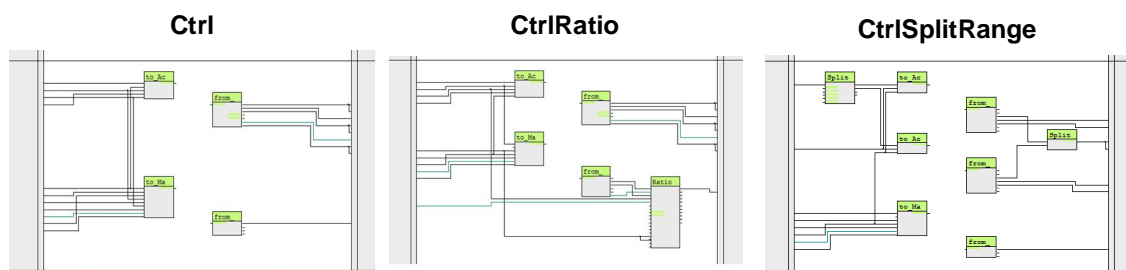 Ctrl
CtrlRatio
CtrlSplitRange
to_Ac
from_
to_Ma
from_
to_Ac
from_
to_Ma
from_
Ratio
Split
to_Ac
from_
to_Ac
Split
from_
to_Ma
from_